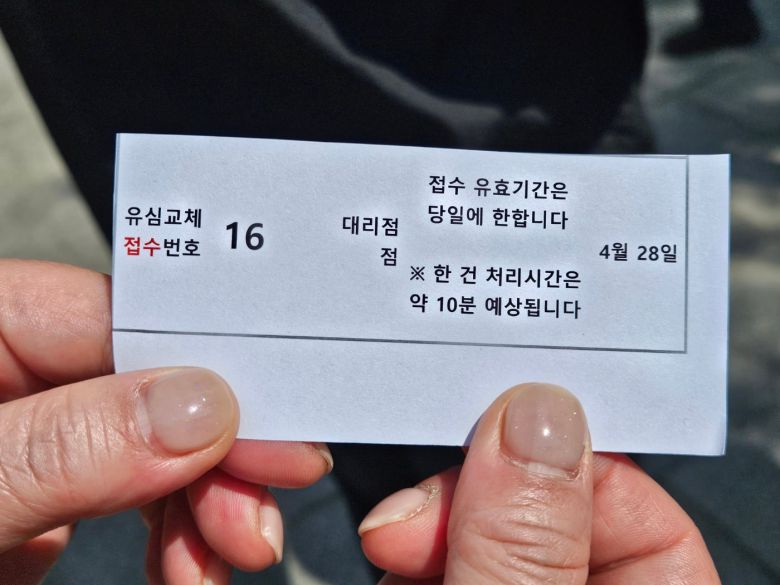 유심교체
접수번호
16
대리점
점
접수 유효기간은
당일에 한합니다
※ 한 건 처리시간은
약 10분 예상됩니다
4월 28일